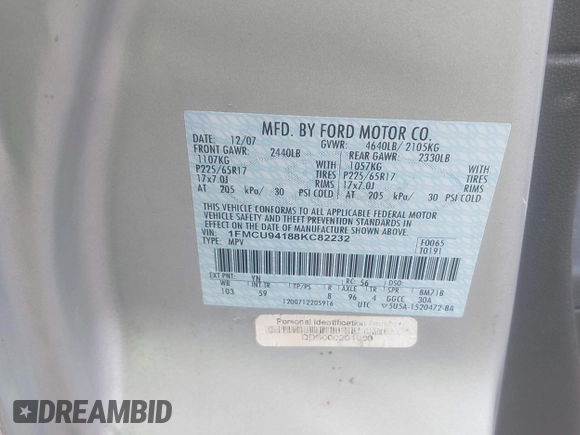 MFD. BY FORD MOTOR CO.
DATE: 12/07 GVWR: 4640LB/ 2105KG
FRONT GAWR: 2440LB REAR GAWR: 2330LB
1107KG WITH 1057KG WITH
P225/65R17 TIRES P225/65R17 TIRES
17x7.0J RIMS 17x7.0J RIMS
AT 205 kPa/ 30 PSI COLD AT 205 kPa/ 30 PSI COLD
THIS VEHICLE CONFORMS TO ALL APPLICABLE FEDERAL MOTOR
VEHICLE SAFETY AND THEFT PREVENTION STANDARDS IN
EFFECT ON THE DATE OF MANUFACTURE SHOWN ABOVE.
VIN: 1FMCU94188KC82232 F0065
TYPE: MPV T0191
EXT PNT: YN RC: 56 DSO:
WB INT TR TP/PS R AXLE TR SPR BM71B
103 59 B 96 4 GGCC 30A
1200712205916 UTC ▽5U5A-1520472-BA
Personal Identification
DREAMBID